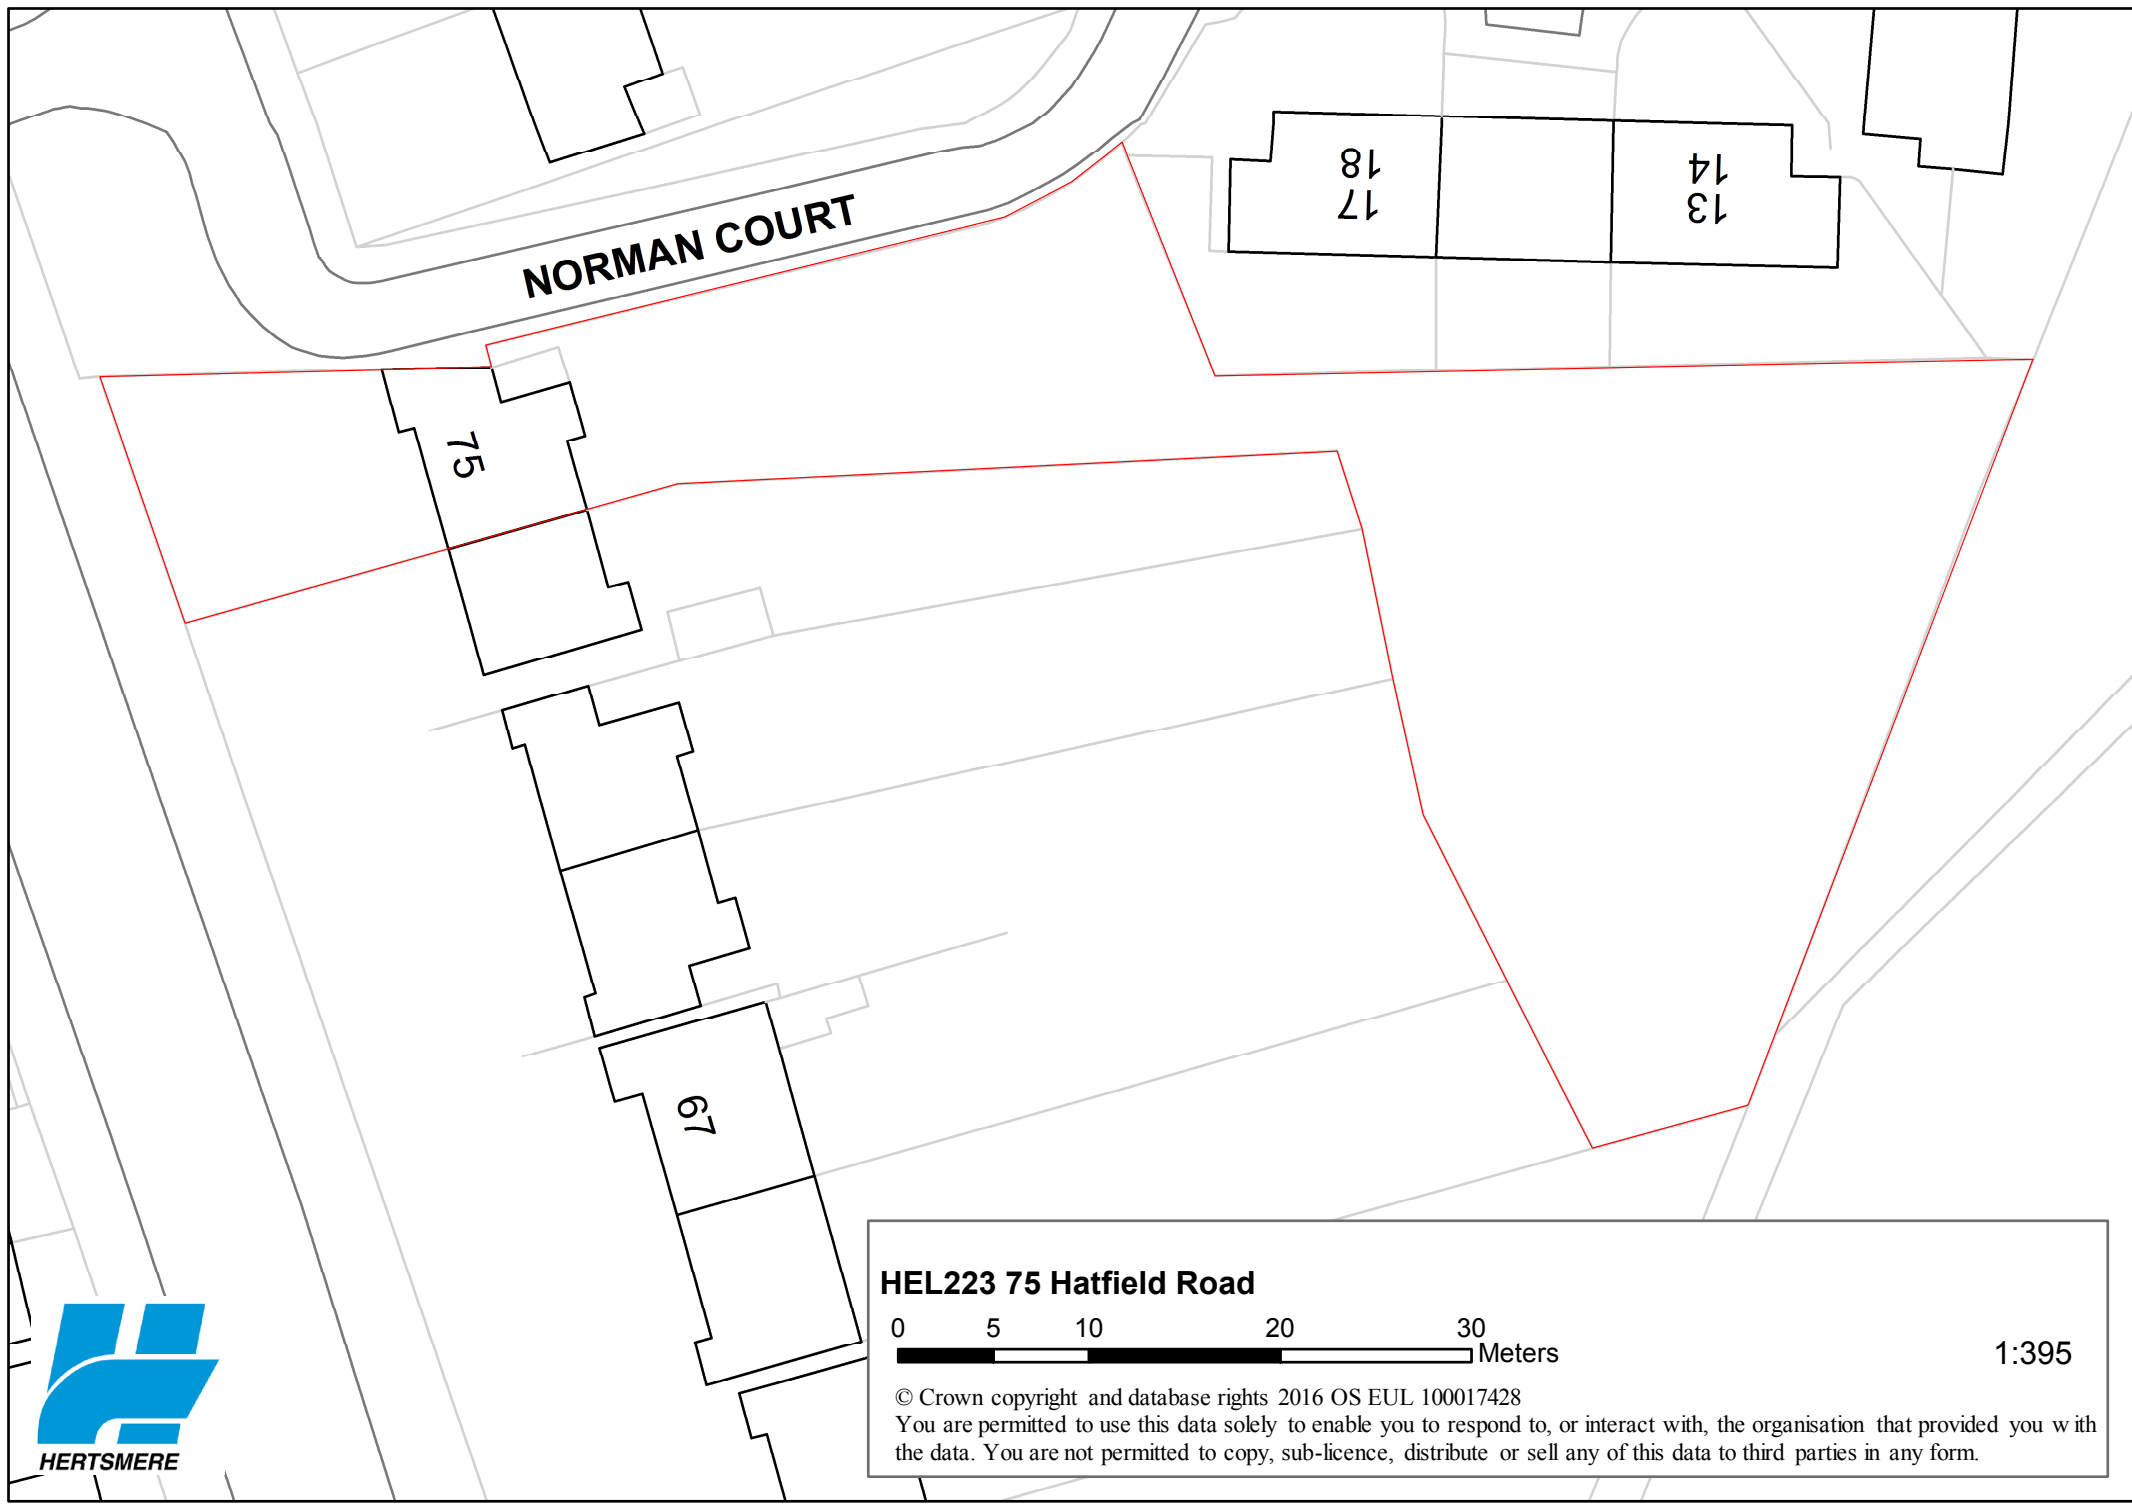 18
17
14
13
NORMAN COURT
75
67
HEL223 75 Hatfield Road
0 5 10 20 30
Meters
1:395
© Crown copyright and database rights 2016 OS EUL 100017428
You are permitted to use this data solely to enable you to respond to, or interact with, the organisation that provided you with
the data. You are not permitted to copy, sub-licence, distribute or sell any of this data to third parties in any form.
HERTSMERE